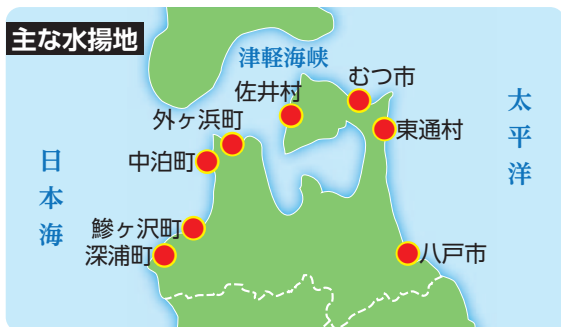 主な水揚地
津軽海峡
むつ市
佐井村
外ヶ浜町
東通村
中泊町
太平洋
日本海
鰺ヶ沢町
深浦町
八戸市